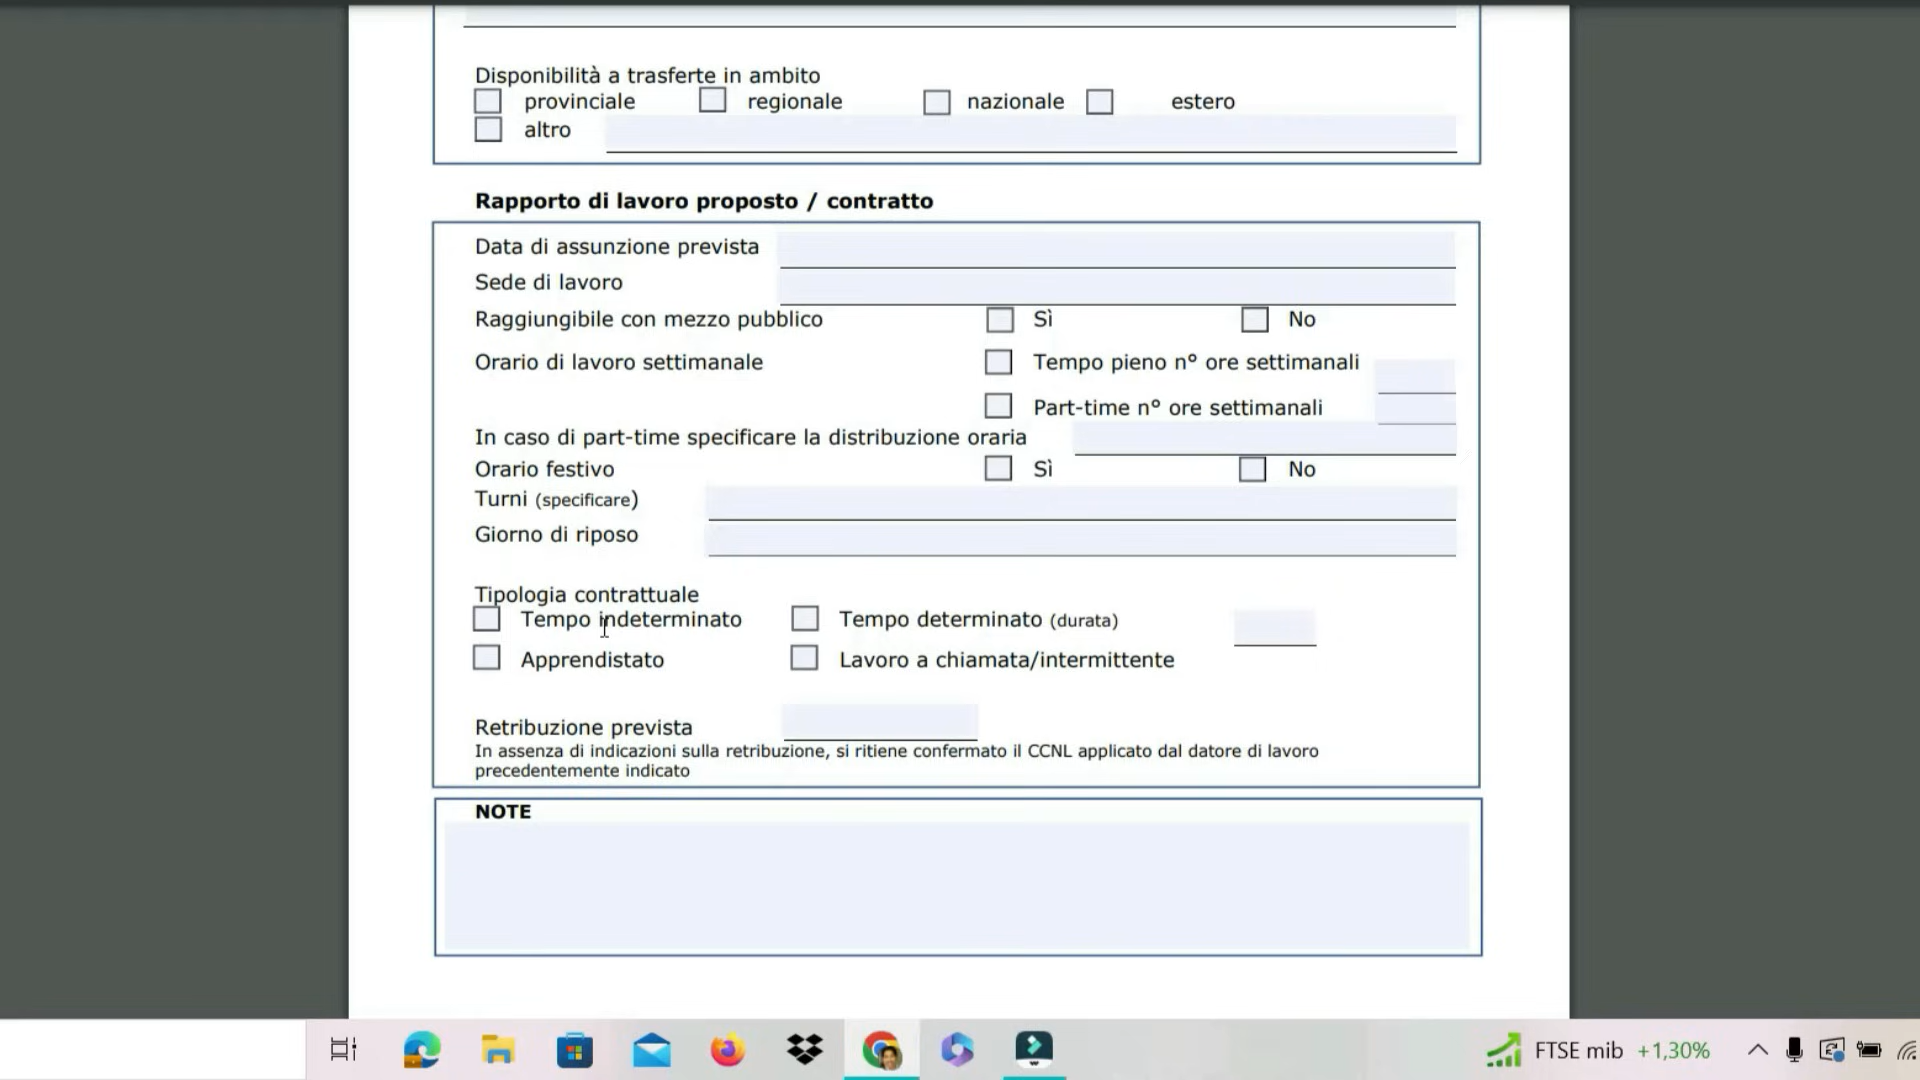 Disponibilità a trasferte in ambito
provinciale regionale nazionale estero
altro
Rapporto di lavoro proposto / contratto
Data di assunzione prevista
Sede di lavoro
Raggiungibile con mezzo pubblico Sì No
Orario di lavoro settimanale Tempo pieno n° ore settimanali
Part-time n° ore settimanali
In caso di part-time specificare la distribuzione oraria
Orario festivo Sì No
Turni (specificare)
Giorno di riposo
Tipologia contrattuale
Tempo indeterminato Tempo determinato (durata)
Apprendistato Lavoro a chiamata/intermittente
Retribuzione prevista
In assenza di indicazioni sulla retribuzione, si ritiene confermato il CCNL applicato dal datore di lavoro
precedentemente indicato
NOTE
FTSE mib +1,30%